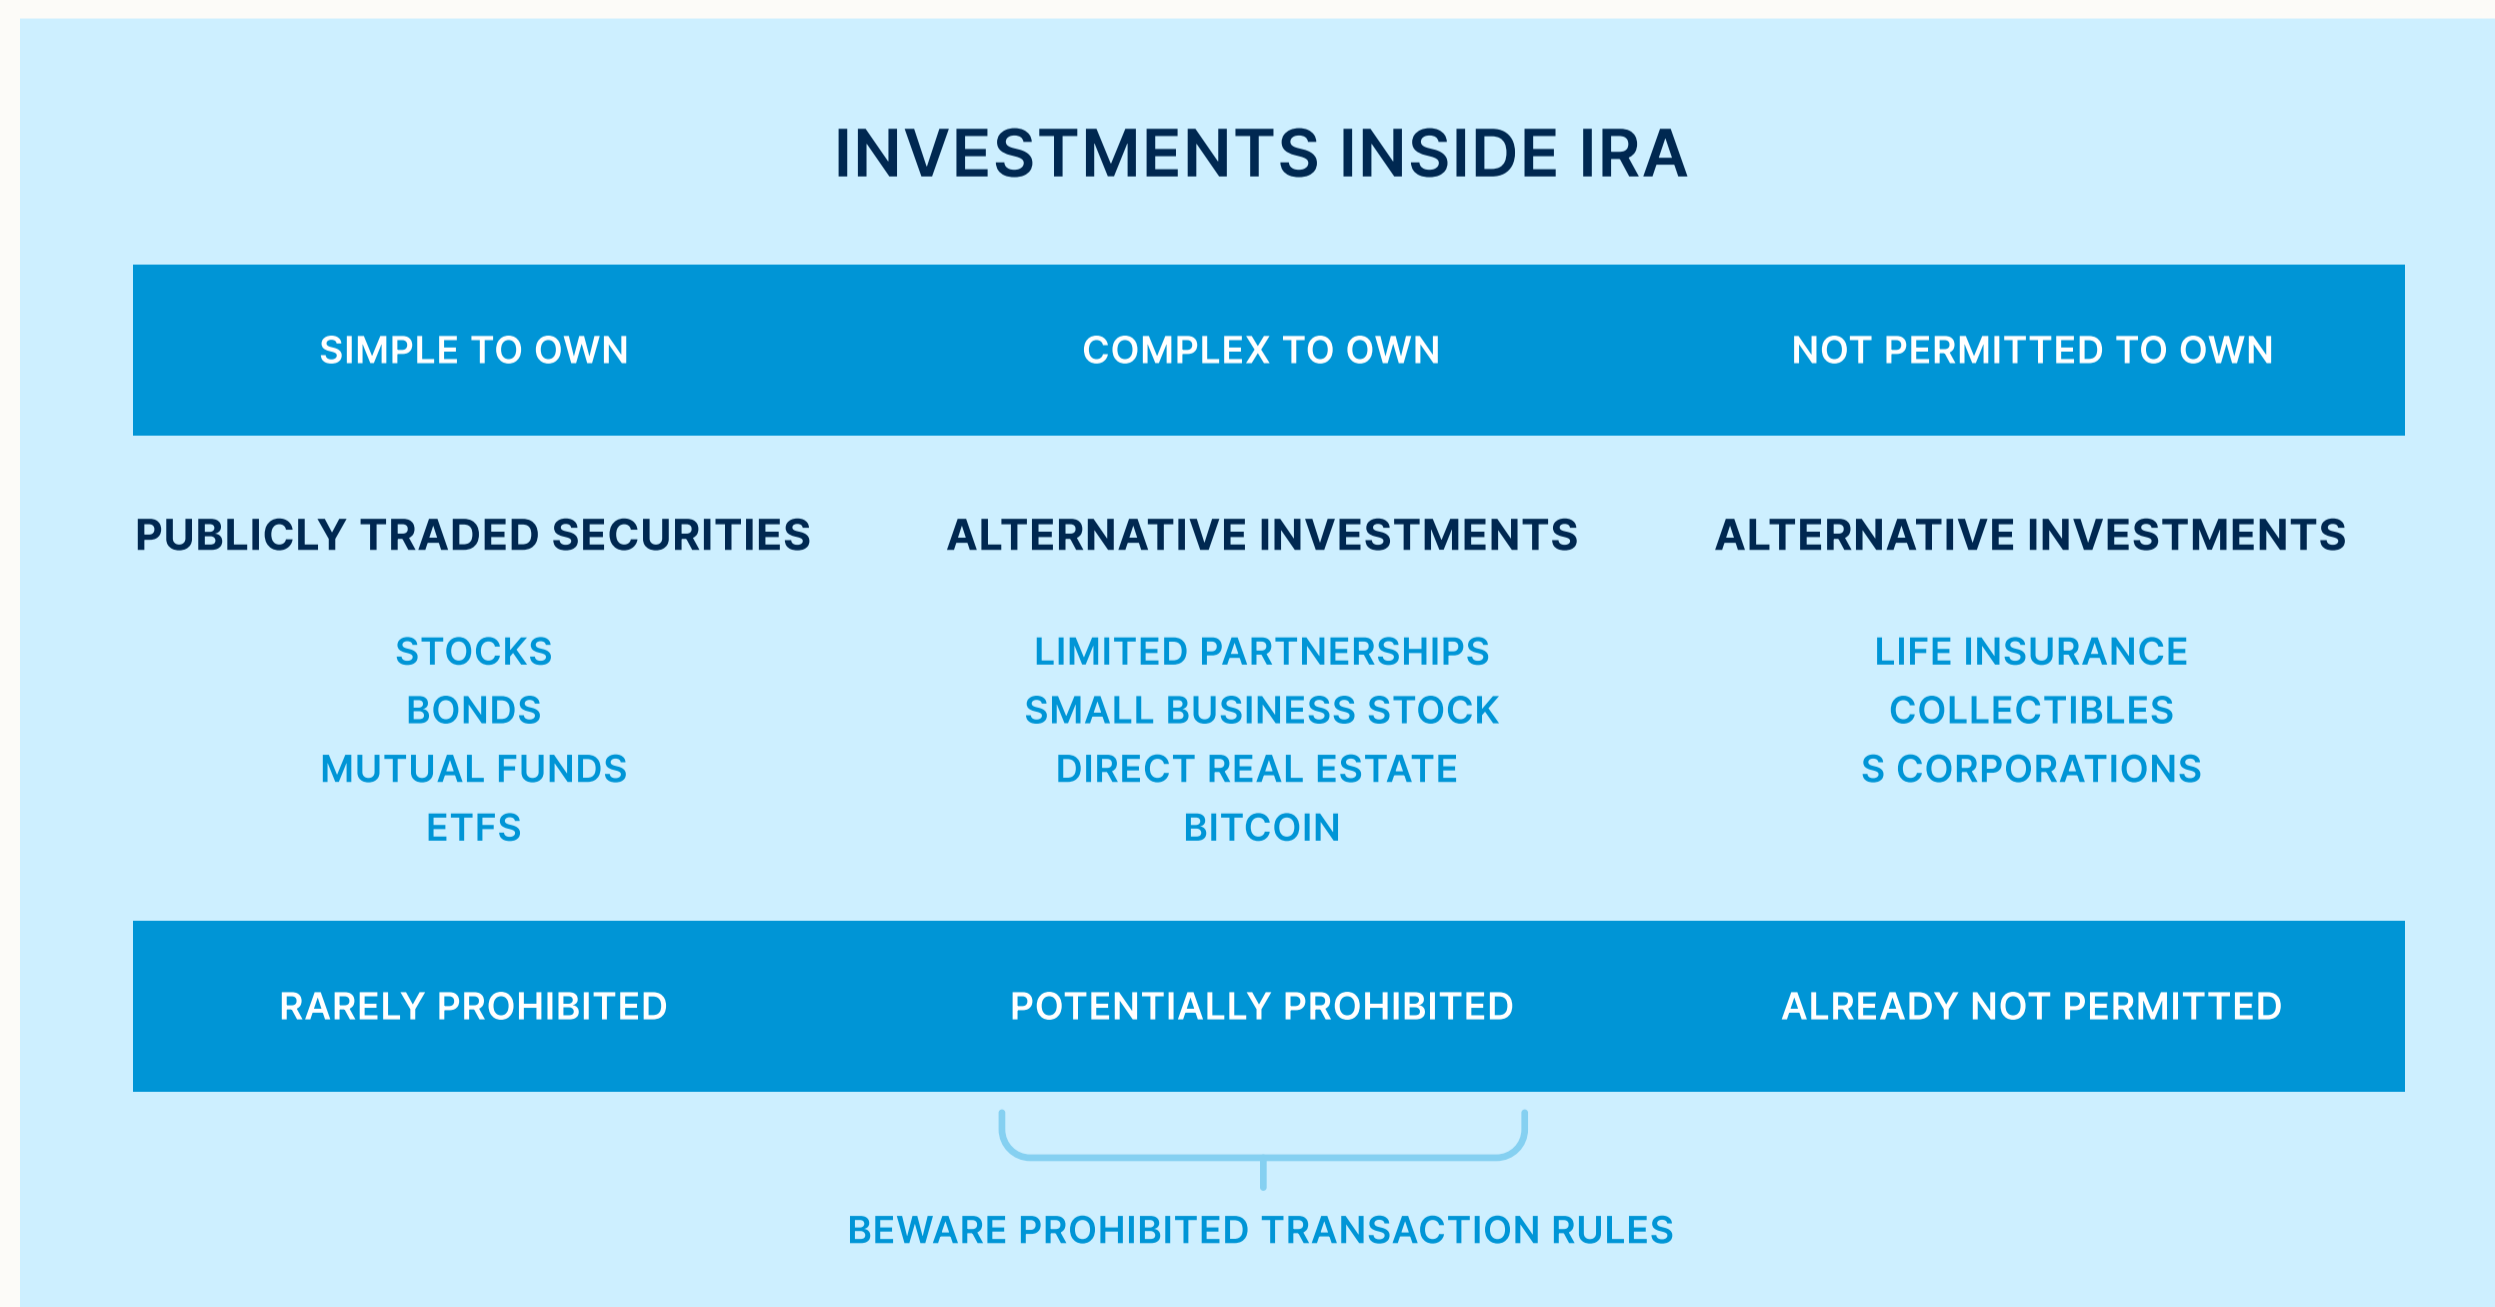 INVESTMENTS INSIDE IRA
SIMPLE TO OWN
COMPLEX TO OWN
NOT PERMITTED TO OWN
PUBLICLY TRADED SECURITIES
ALTERNATIVE INVESTMENTS
ALTERNATIVE INVESTMENTS
STOCKS
BONDS
MUTUAL FUNDS
ETFS
LIMITED PARTNERSHIPS
SMALL BUSINESS STOCK
DIRECT REAL ESTATE
BITCOIN
LIFE INSURANCE
COLLECTIBLES
S CORPORATIONS
RARELY PROHIBITED
POTENTIALLY PROHIBITED
ALREADY NOT PERMITTED
BEWARE PROHIBITED TRANSACTION RULES